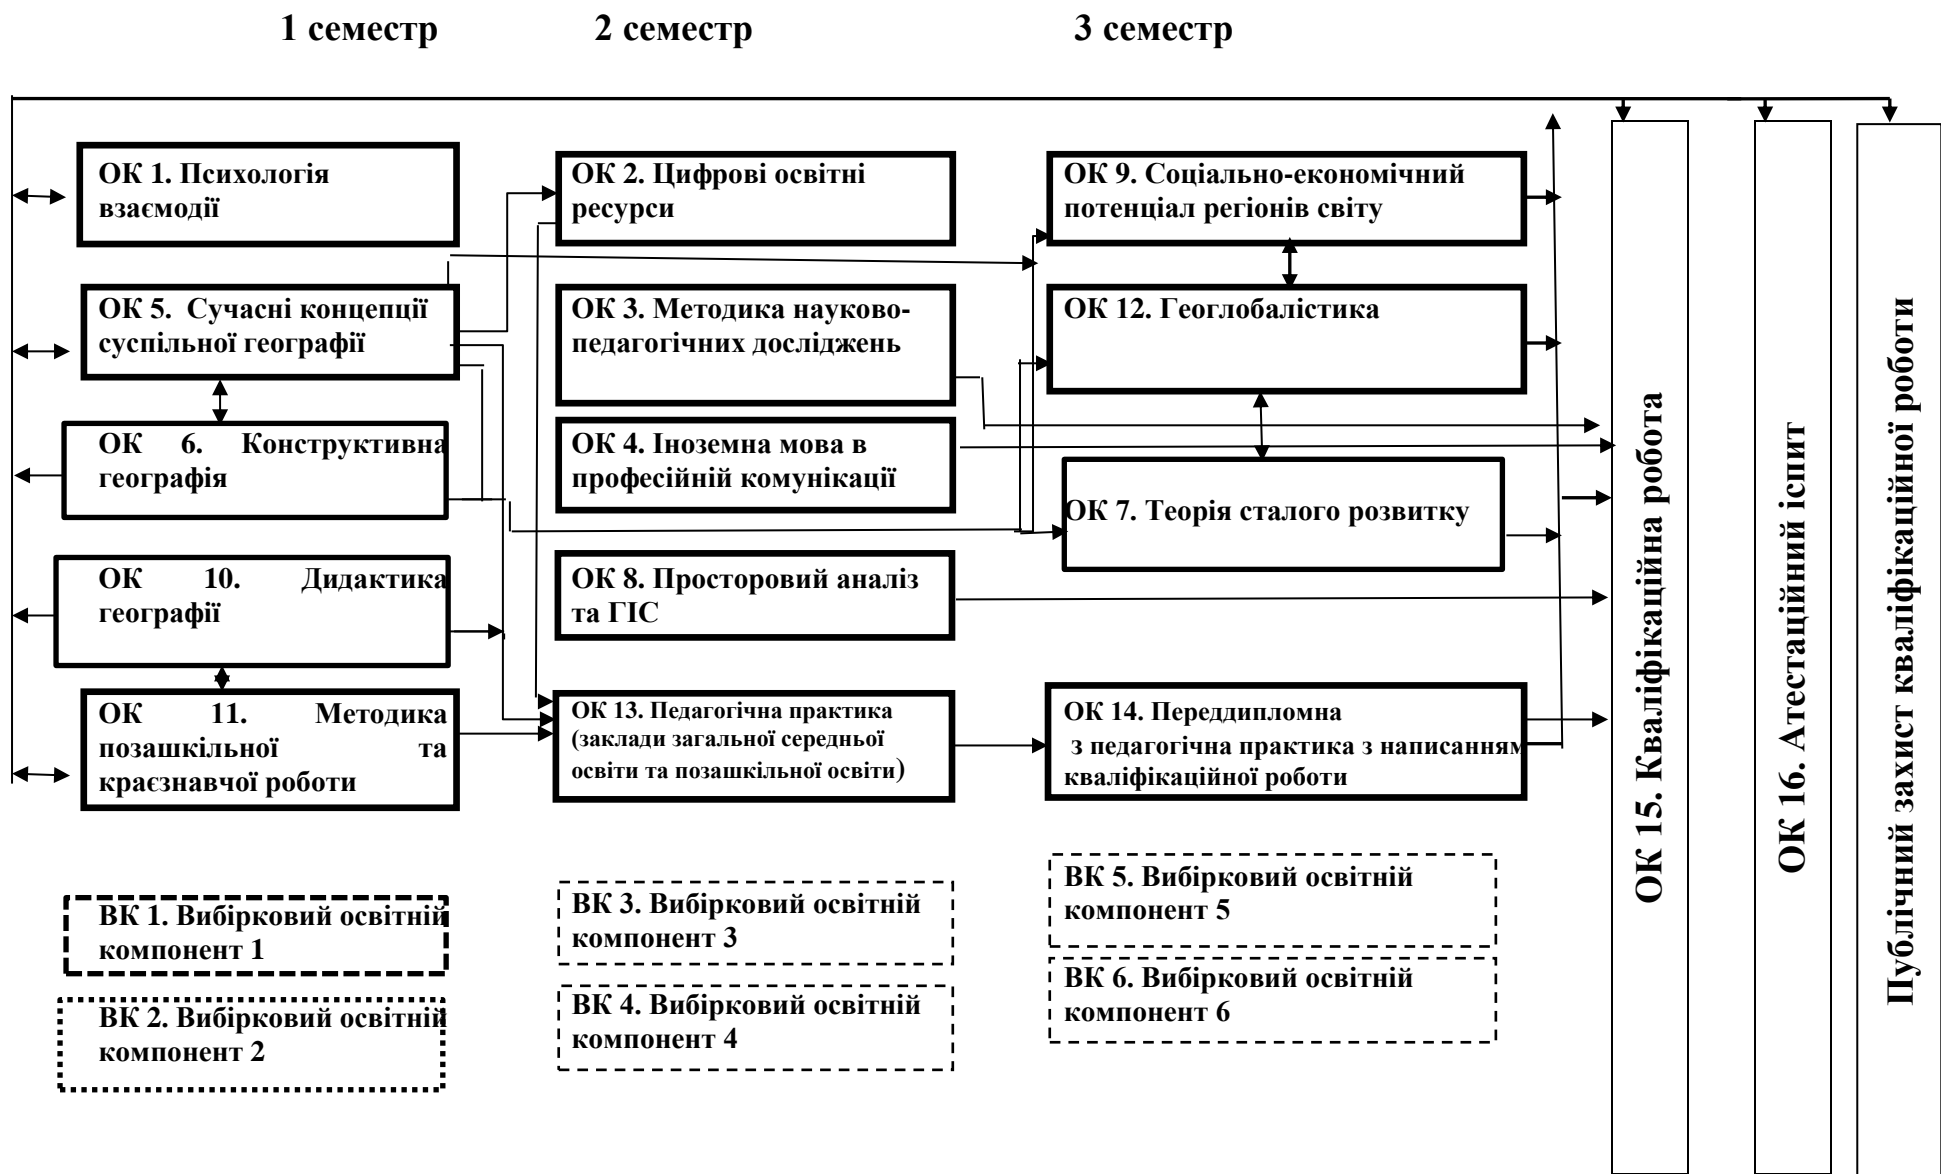 1 семестр 2 семестр 3 семестр
ОК 1. Психологія
взаємодії
ОК 5. Сучасні концепції
суспільної географії
ОК 6. Конструктивна
географія
ОК 10. Дидактика
географії
ОК 11. Методика
позашкільної та
краєзнавчої роботи
ВК 1. Вибірковий освітній
компонент 1
ВК 2. Вибірковий освітній
компонент 2
ОК 2. Цифрові освітні
ресурси
ОК 3. Методика науково-
педагогічних досліджень
ОК 4. Іноземна мова в
професійній комунікації
ОК 8. Просторовий аналіз
та ГІС
ОК 13. Педагогічна практика
(заклади загальної середньої
освіти та позашкільної освіти)
ВК 3. Вибірковий освітній
компонент 3
ВК 4. Вибірковий освітній
компонент 4
ОК 9. Соціально-економічний
потенціал регіонів світу
ОК 12. Геоглобалістика
ОК 7. Теорія сталого розвитку
ОК 14. Переддипломна
з педагогічна практика з написанням
кваліфікаційної роботи
ВК 5. Вибірковий освітній
компонент 5
ВК 6. Вибірковий освітній
компонент 6
ОК 15. Кваліфікаційна робота
ОК 16. Атестаційний іспит
Публічний захист кваліфікаційної роботи